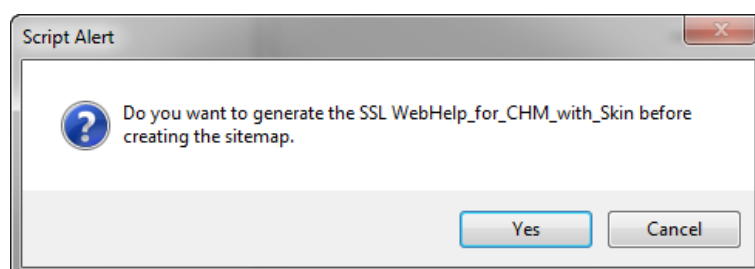 Script Alert
Do you want to generate the SSL WebHelp_for_CHM_with_Skin before
creating the sitemap.
Yes
Cancel